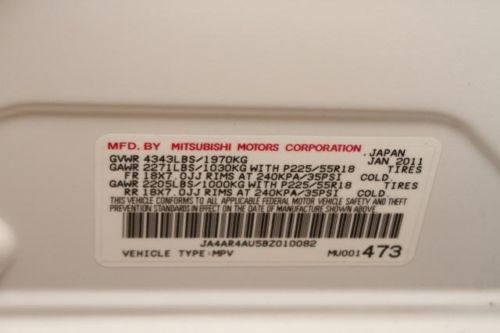 MFD. BY MITSUBISHI MOTORS CORPORATION, JAPAN
GVWR 4343LBS/1970KG JAN 2011
GAWR 2271LBS/1030KG WITH P225/55R18 TIRES
FR 18X7.0JJ RIMS AT 240KPA/35PSI COLD.
GAWR 2205LBS/1000KG WITH P225/55R18 TIRES
RR 18X7.0JJ RIMS AT 240KPA/35PSI COLD.
THIS VEHICLE CONFORMS TO ALL APPLICABLE FEDERAL MOTOR VEHICLE SAFETY AND THEFT
PREVENTION STANDARDS IN EFFECT ON THE DATE OF MANUFACTURE SHOWN ABOVE.
JA4AR4AU5BZ010082
VEHICLE TYPE:MPV MU001473